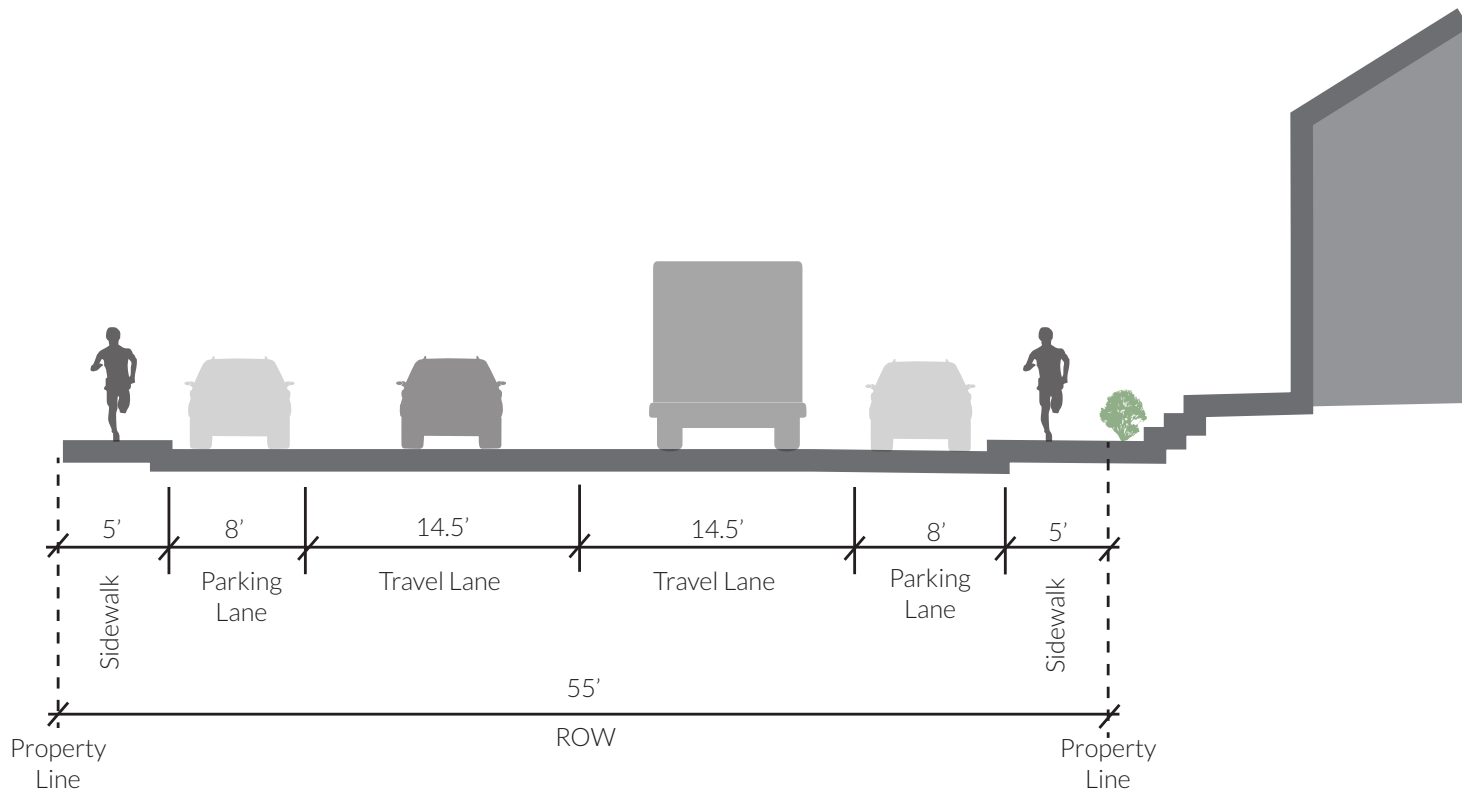 5’
8’
14.5’
14.5’
8’
5’
Sidewalk
Parking
Lane
Travel Lane
Travel Lane
Parking
Lane
Sidewalk
55’
ROW
Property
Line
Property
Line